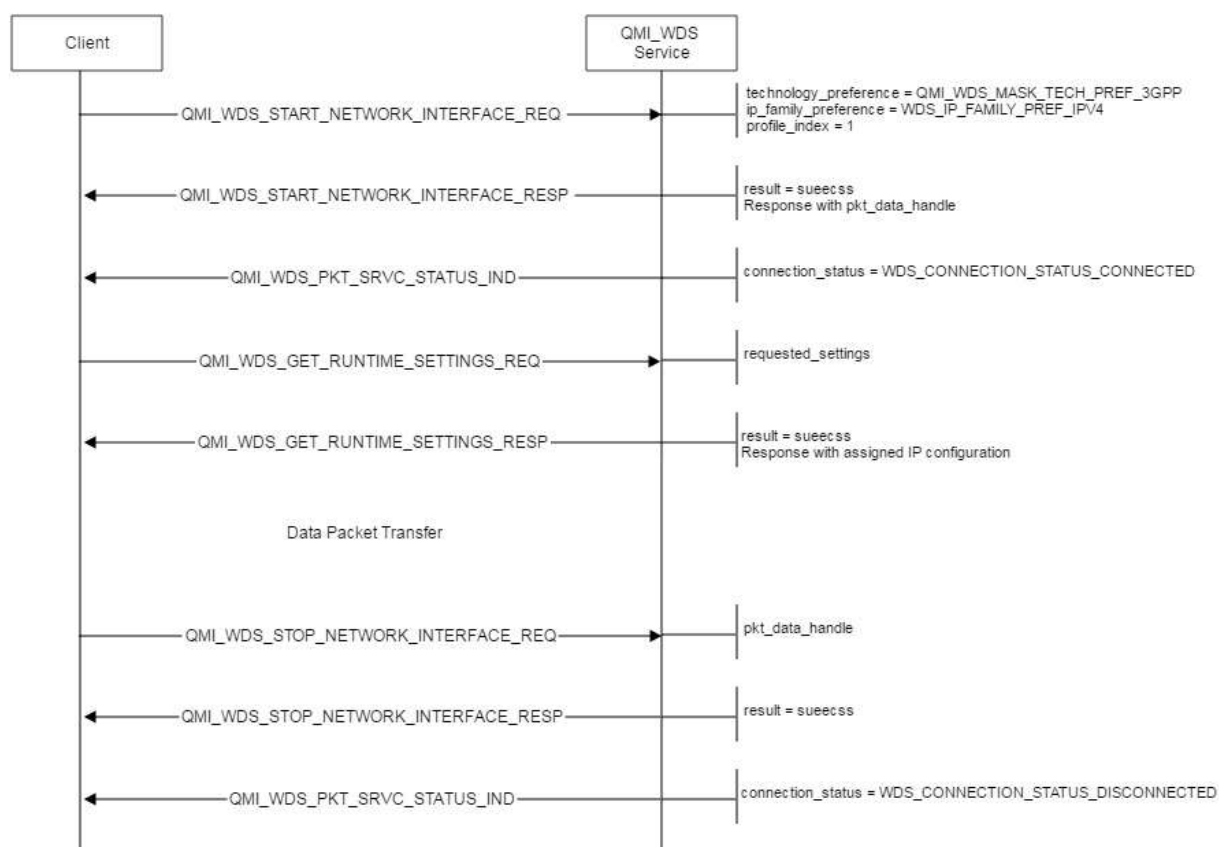 Client
QMI_WDS
Service
QMI_WDS_START_NETWORK_INTERFACE_REQ
technology_preference = QMI_WDS_MASK_TECH_PREF_3GPP
ip_family_preference = WDS_IP_FAMILY_PREF_IPV4
profile_index = 1
QMI_WDS_START_NETWORK_INTERFACE_RESP
result = sueecss
Response with pkt_data_handle
QMI_WDS_PKT_SRVC_STATUS_IND
connection_status = WDS_CONNECTION_STATUS_CONNECTED
QMI_WDS_GET_RUNTIME_SETTINGS_REQ
requested_settings
QMI_WDS_GET_RUNTIME_SETTINGS_RESP
result = sueecss
Response with assigned IP configuration
Data Packet Transfer
QMI_WDS_STOP_NETWORK_INTERFACE_REQ
pkt_data_handle
QMI_WDS_STOP_NETWORK_INTERFACE_RESP
result = sueecss
QMI_WDS_PKT_SRVC_STATUS_IND
connection_status = WDS_CONNECTION_STATUS_DISCONNECTED